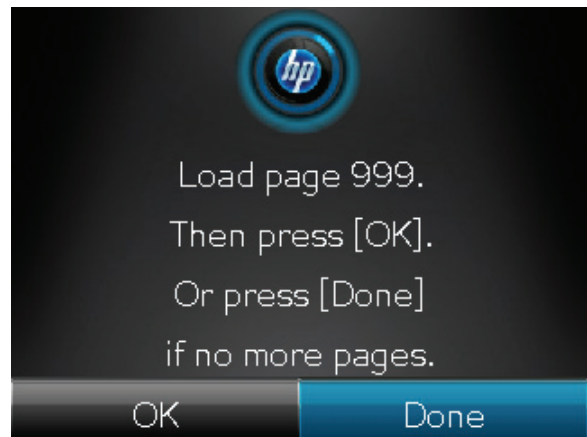 hp
Load page 999.
Then press [OK].
Or press [Done]
if no more pages.
OK
Done